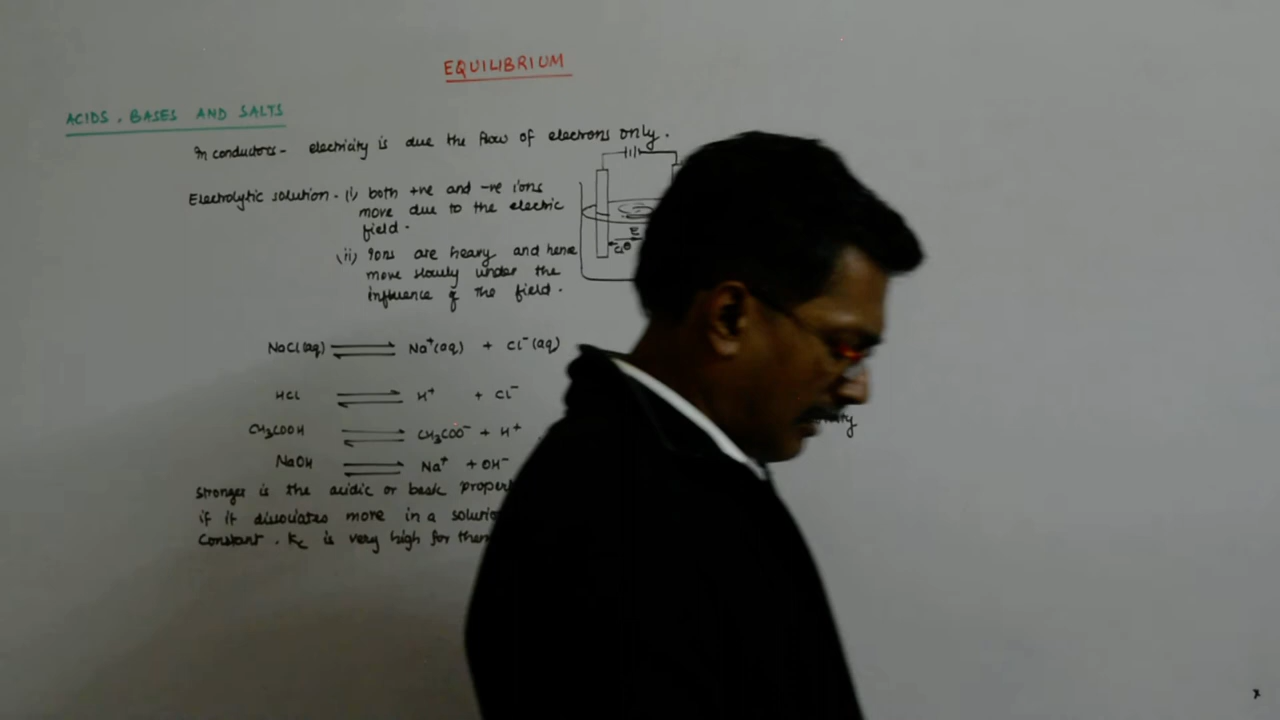 EQUILIBRIUM
ACIDS, BASES AND SALTS
In conductors - electricity is due the flow of electrons only.
Electrolytic solution - (i) both +ve and -ve ions
move due to the electric
field.
E
Cl⊖
(ii) Ions are heavy and hence
move slowly under the
influence of the field.
NaCl(aq) ⇌ Na⁺(aq) + Cl⁻(aq)
HCl ⇌ H⁺ + Cl⁻
CH₃COOH ⇌ CH₃COO⁻ + H⁺
NaOH ⇌ Na⁺ + OH⁻
Stronger is the acidic or basic
if it dissociates more in a
Constant. Kc is very high for